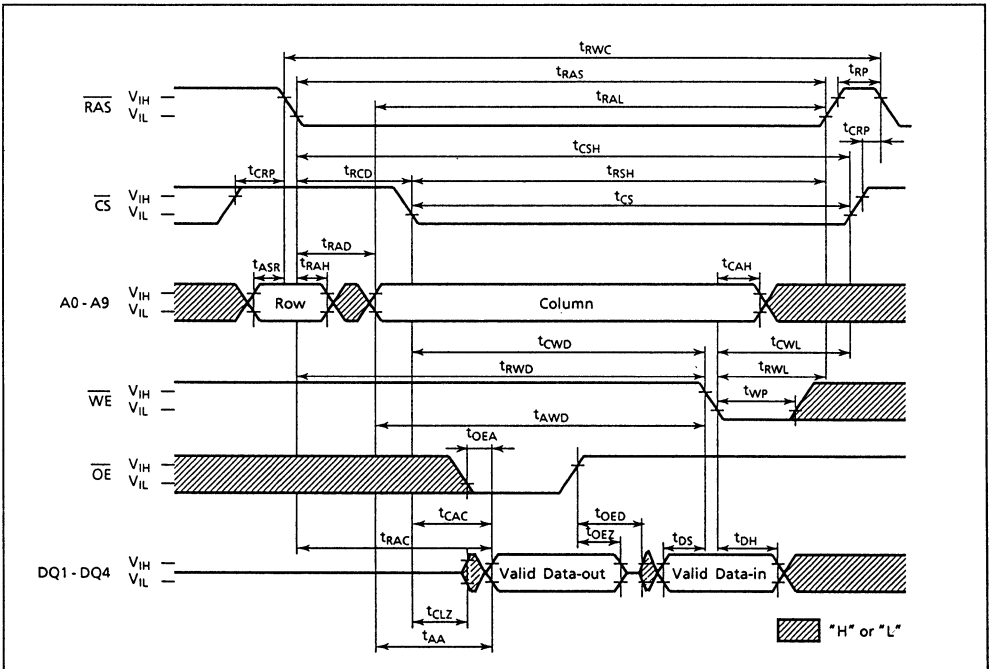 tRWC
tRAS
tRP
tRAL
RAS VIH
VIL
tCRP
tCSH
tCRP
tRCD
tRSH
CS VIH
VIL
tCS
tRAD
tASR
tRAH
tCAH
A0 - A9 VIH
VIL
Row
Column
tCWD
tCWL
tRWD
tRWL
WE VIH
VIL
tWP
tAWD
tOEA
OE VIH
VIL
tCAC
tOED
tRAC
tOEZ
tDS
tDH
DQ1 - DQ4 VIH
VIL
Valid Data-out
Valid Data-in
tCLZ
tAA
"H" or "L"